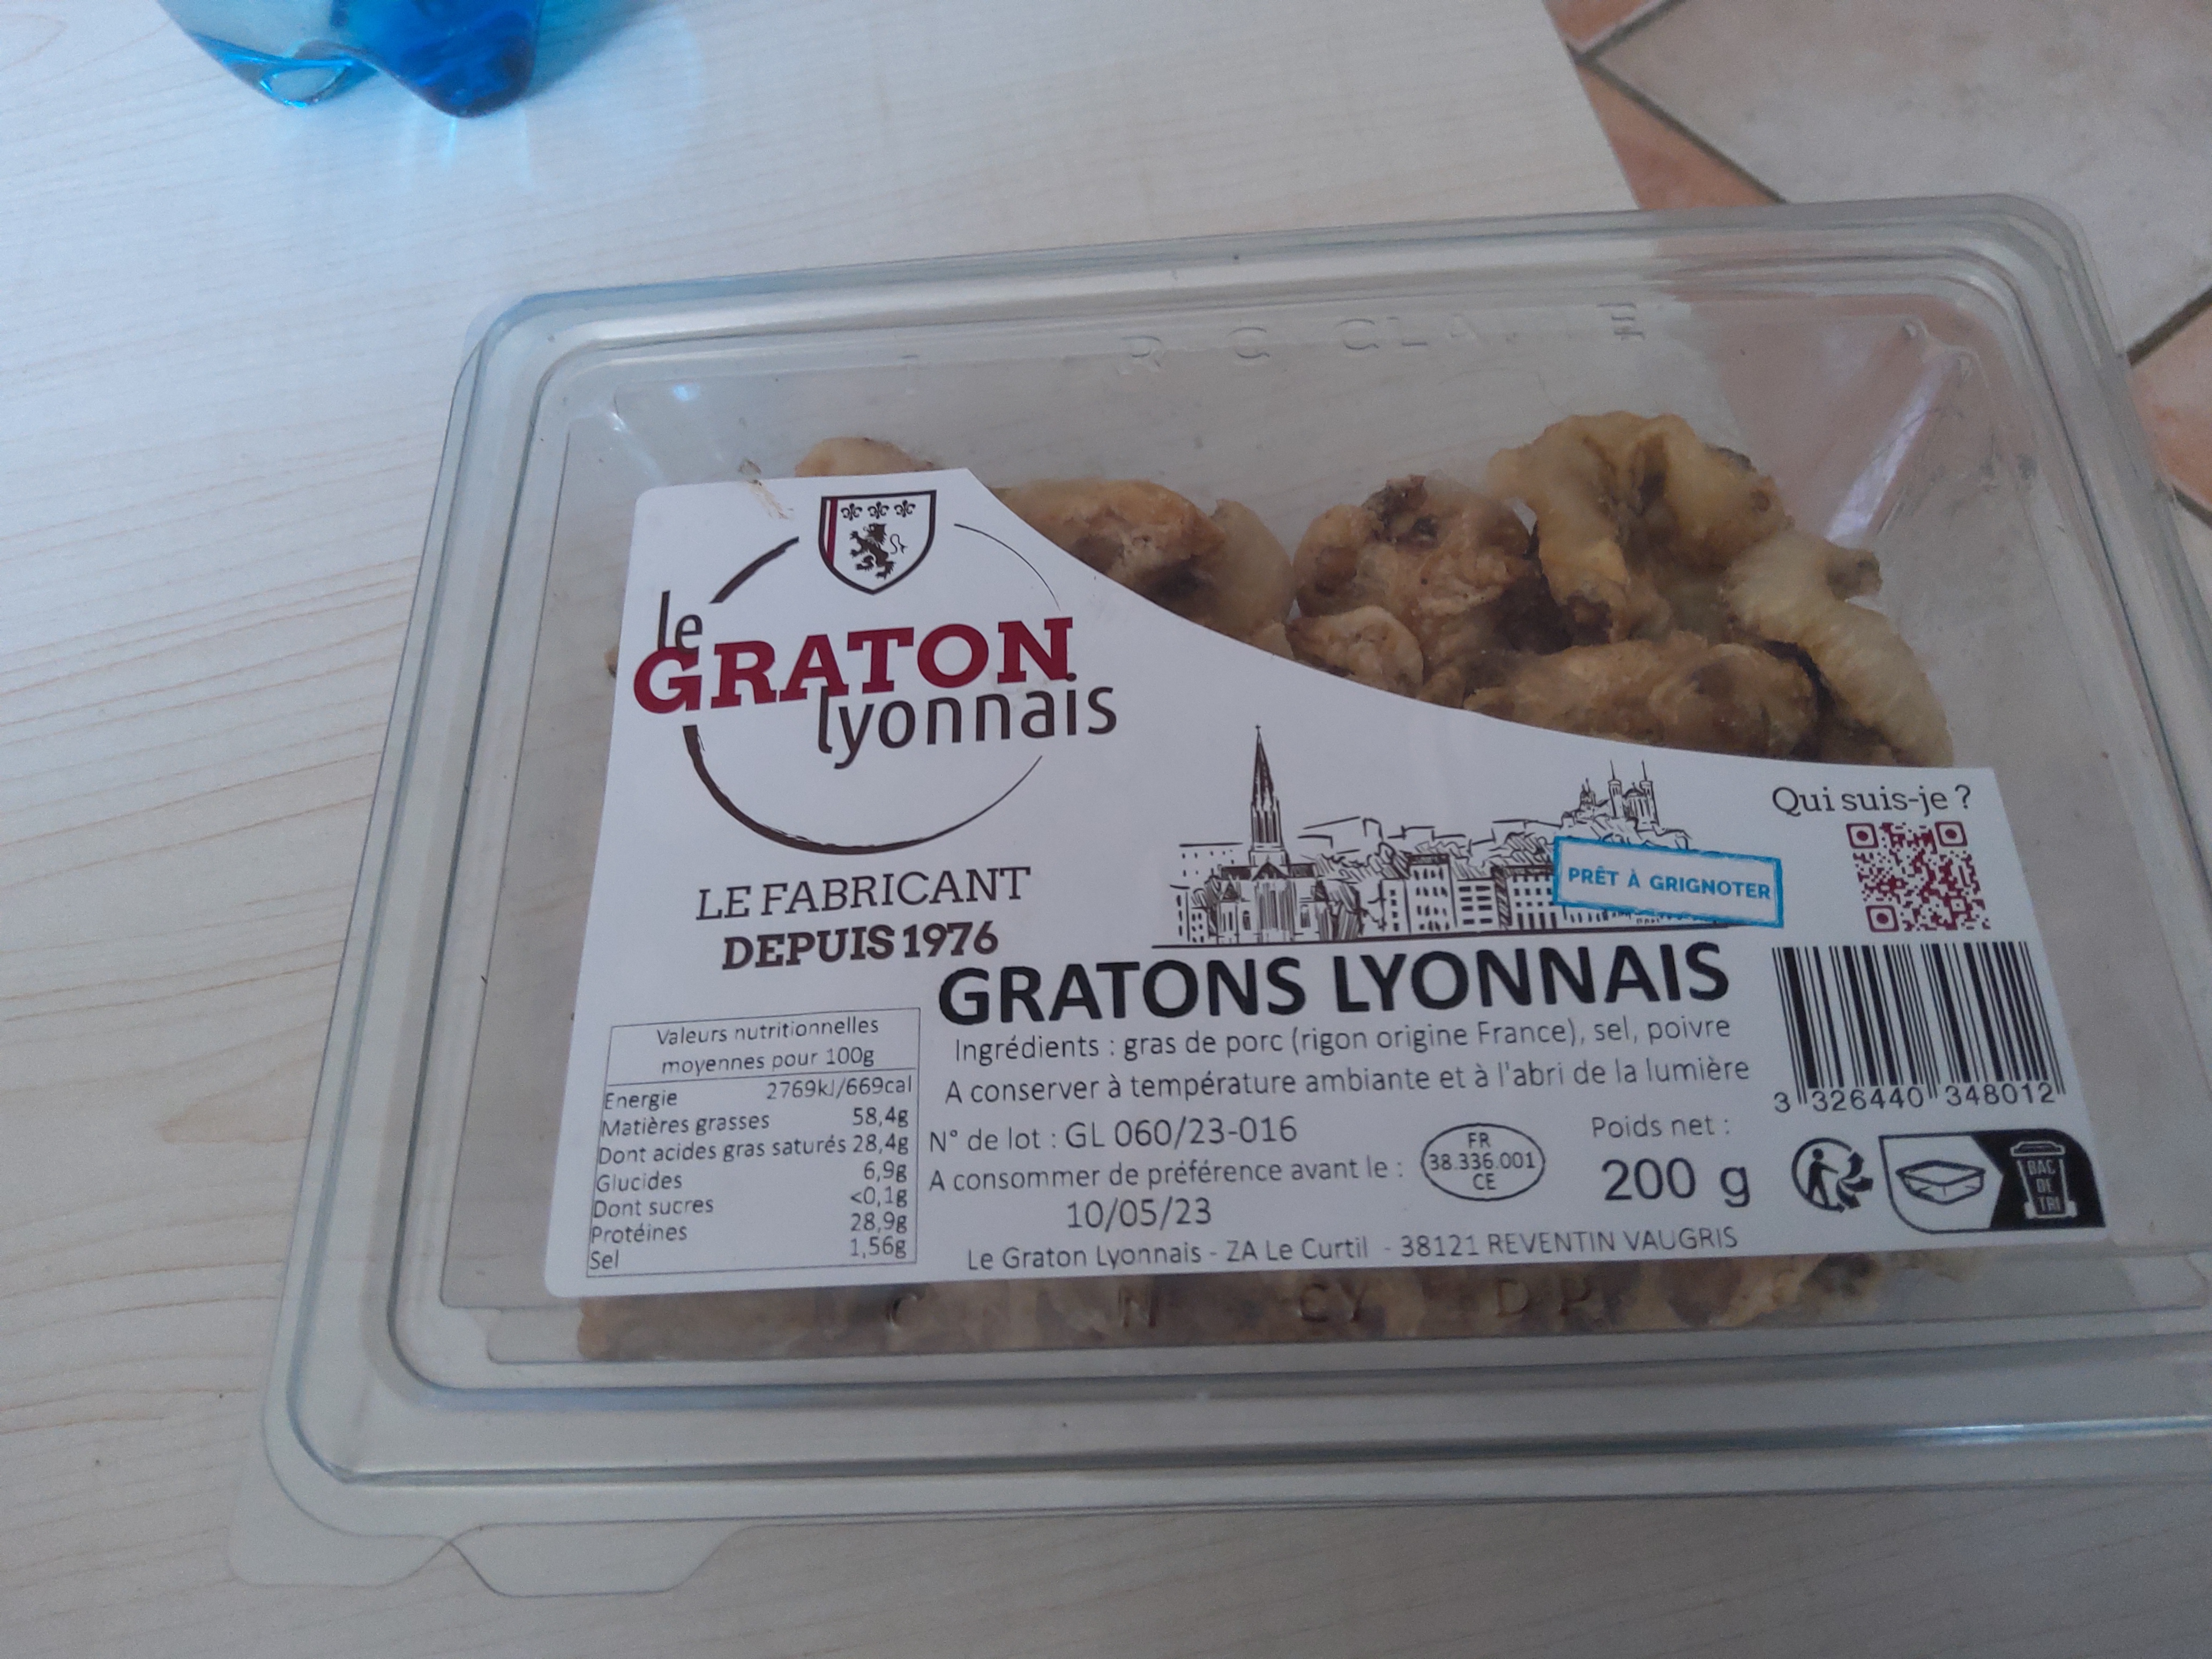 le
GRATON
lyonnais
LE FABRICANT
DEPUIS 1976
Qui suis-je ?
PRÊT À GRIGNOTER
GRATONS LYONNAIS
Ingrédients : gras de porc (rigon origine France), sel, poivre
A conserver à température ambiante et à l'abri de la lumière
N° de lot : GL 060/23-016
A consommer de préférence avant le :
10/05/23
FR
38.336.001
CE
Poids net :
200 g
Le Graton Lyonnais - ZA Le Curtil - 38121 REVENTIN VAUGRIS
Valeurs nutritionnelles
moyennes pour 100g
Energie 2769kJ/669cal
Matières grasses 58,4g
Dont acides gras saturés 28,4g
Glucides 6,9g
Dont sucres <0,1g
Protéines 28,9g
Sel 1,56g
3 326440 348012
BAC
DE
TRI